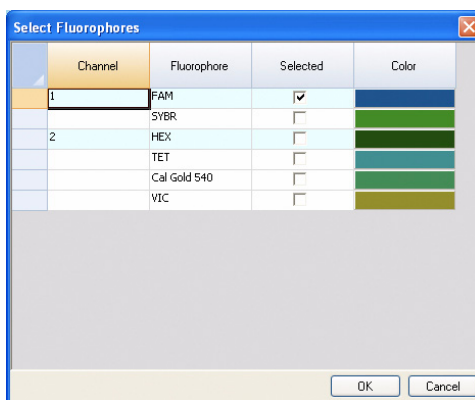 Select Fluorophores
Channel Fluorophore Selected Color
1 FAM
SYBR
2 HEX
TET
Cal Gold 540
VIC
OK Cancel